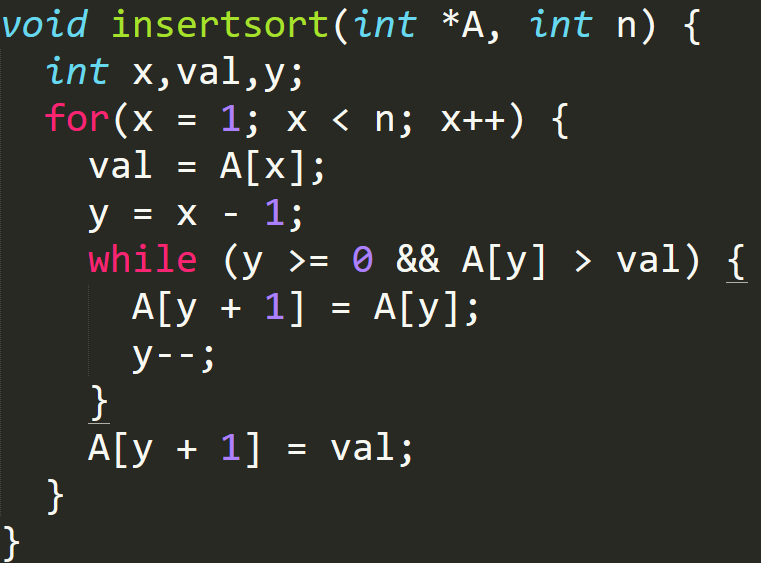 void insertsort(int *A, int n) {
  int x,val,y;
  for(x = 1; x < n; x++) {
    val = A[x];
    y = x - 1;
    while (y >= 0 && A[y] > val) {
      A[y + 1] = A[y];
      y--;
    }
    A[y + 1] = val;
  }
}